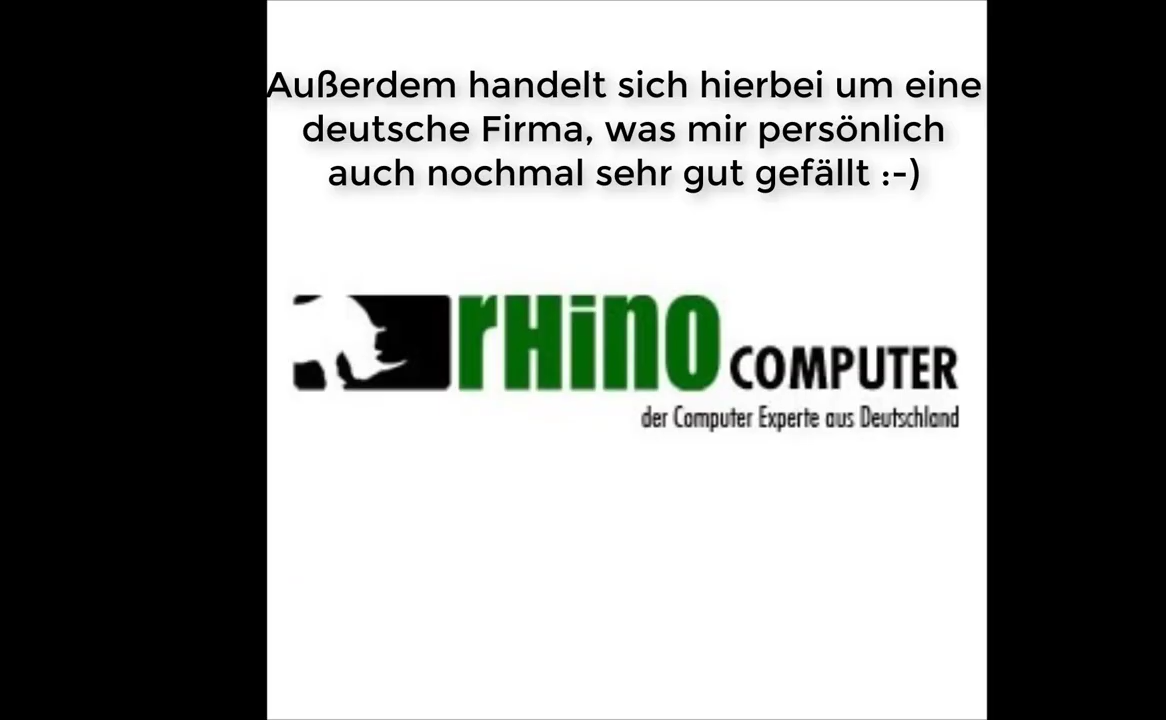 Außerdem handelt sich hierbei um eine
deutsche Firma, was mir persönlich
auch nochmal sehr gut gefällt :-)
rHino COMPUTER
der Computer Experte aus Deutschland